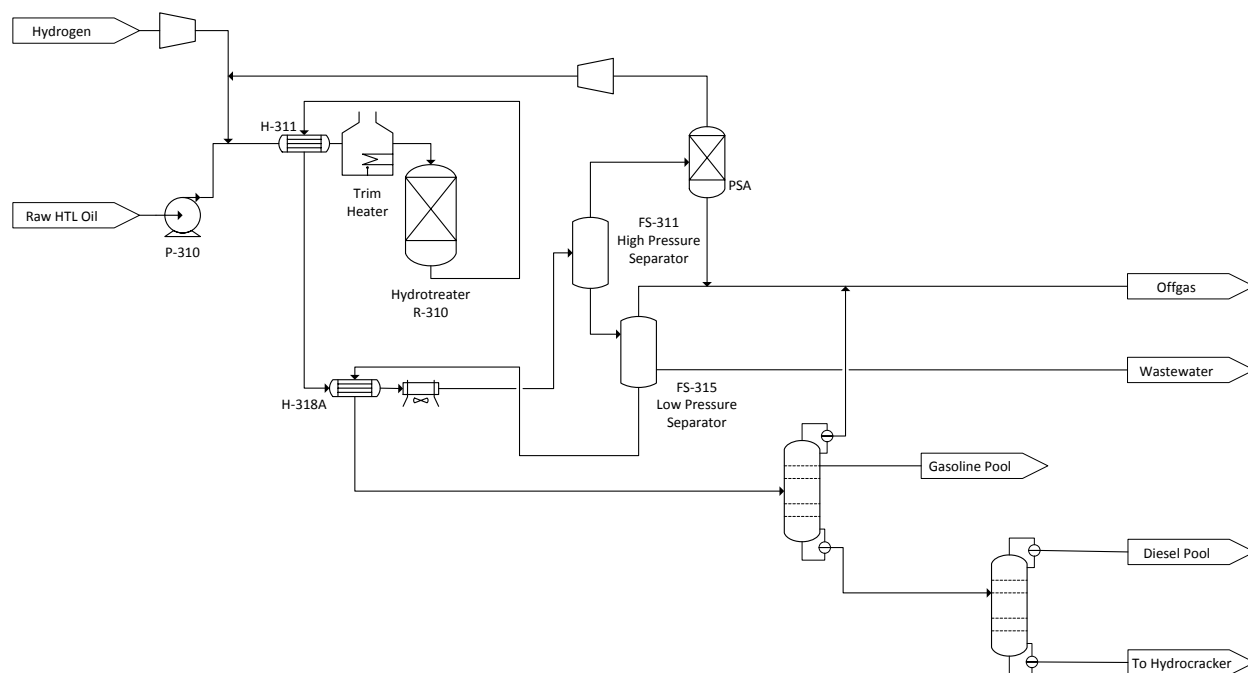 Hydrogen
H-311
Raw HTL Oil
P-310
Trim
Heater
Hydrotreater
R-310
PSA
FS-311
High Pressure
Separator
Offgas
H-318A
FS-315
Low Pressure
Separator
Wastewater
Gasoline Pool
Diesel Pool
To Hydrocracker